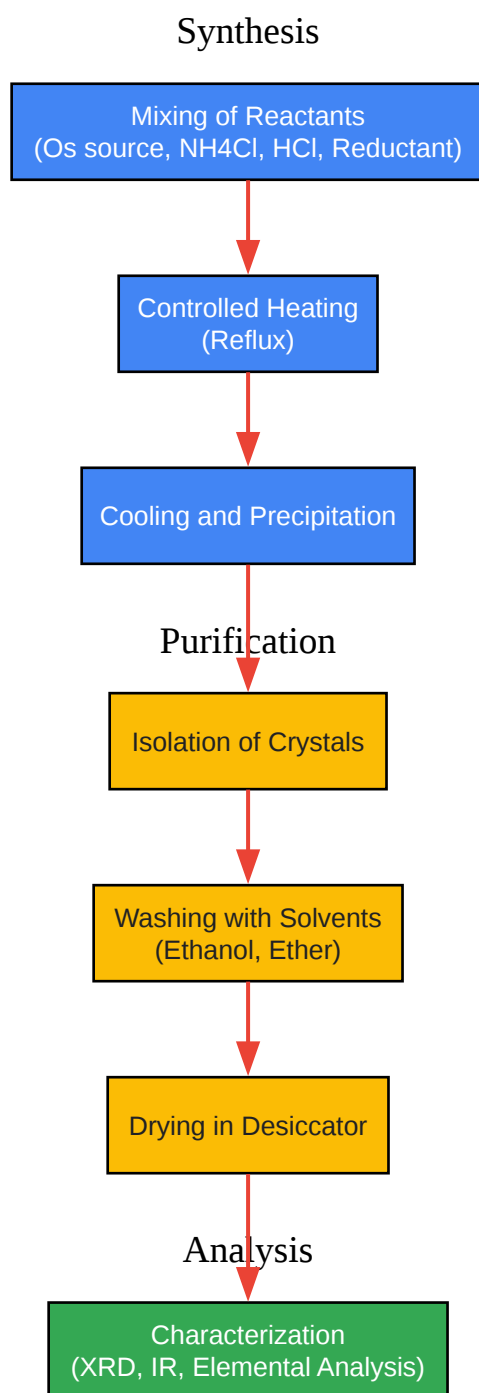 Synthesis
Mixing of Reactants
(Os source, NH4Cl, HCl, Reductant)
Controlled Heating
(Reflux)
Cooling and Precipitation
Purification
Isolation of Crystals
Washing with Solvents
(Ethanol, Ether)
Drying in Desiccator
Analysis
Characterization
(XRD, IR, Elemental Analysis)